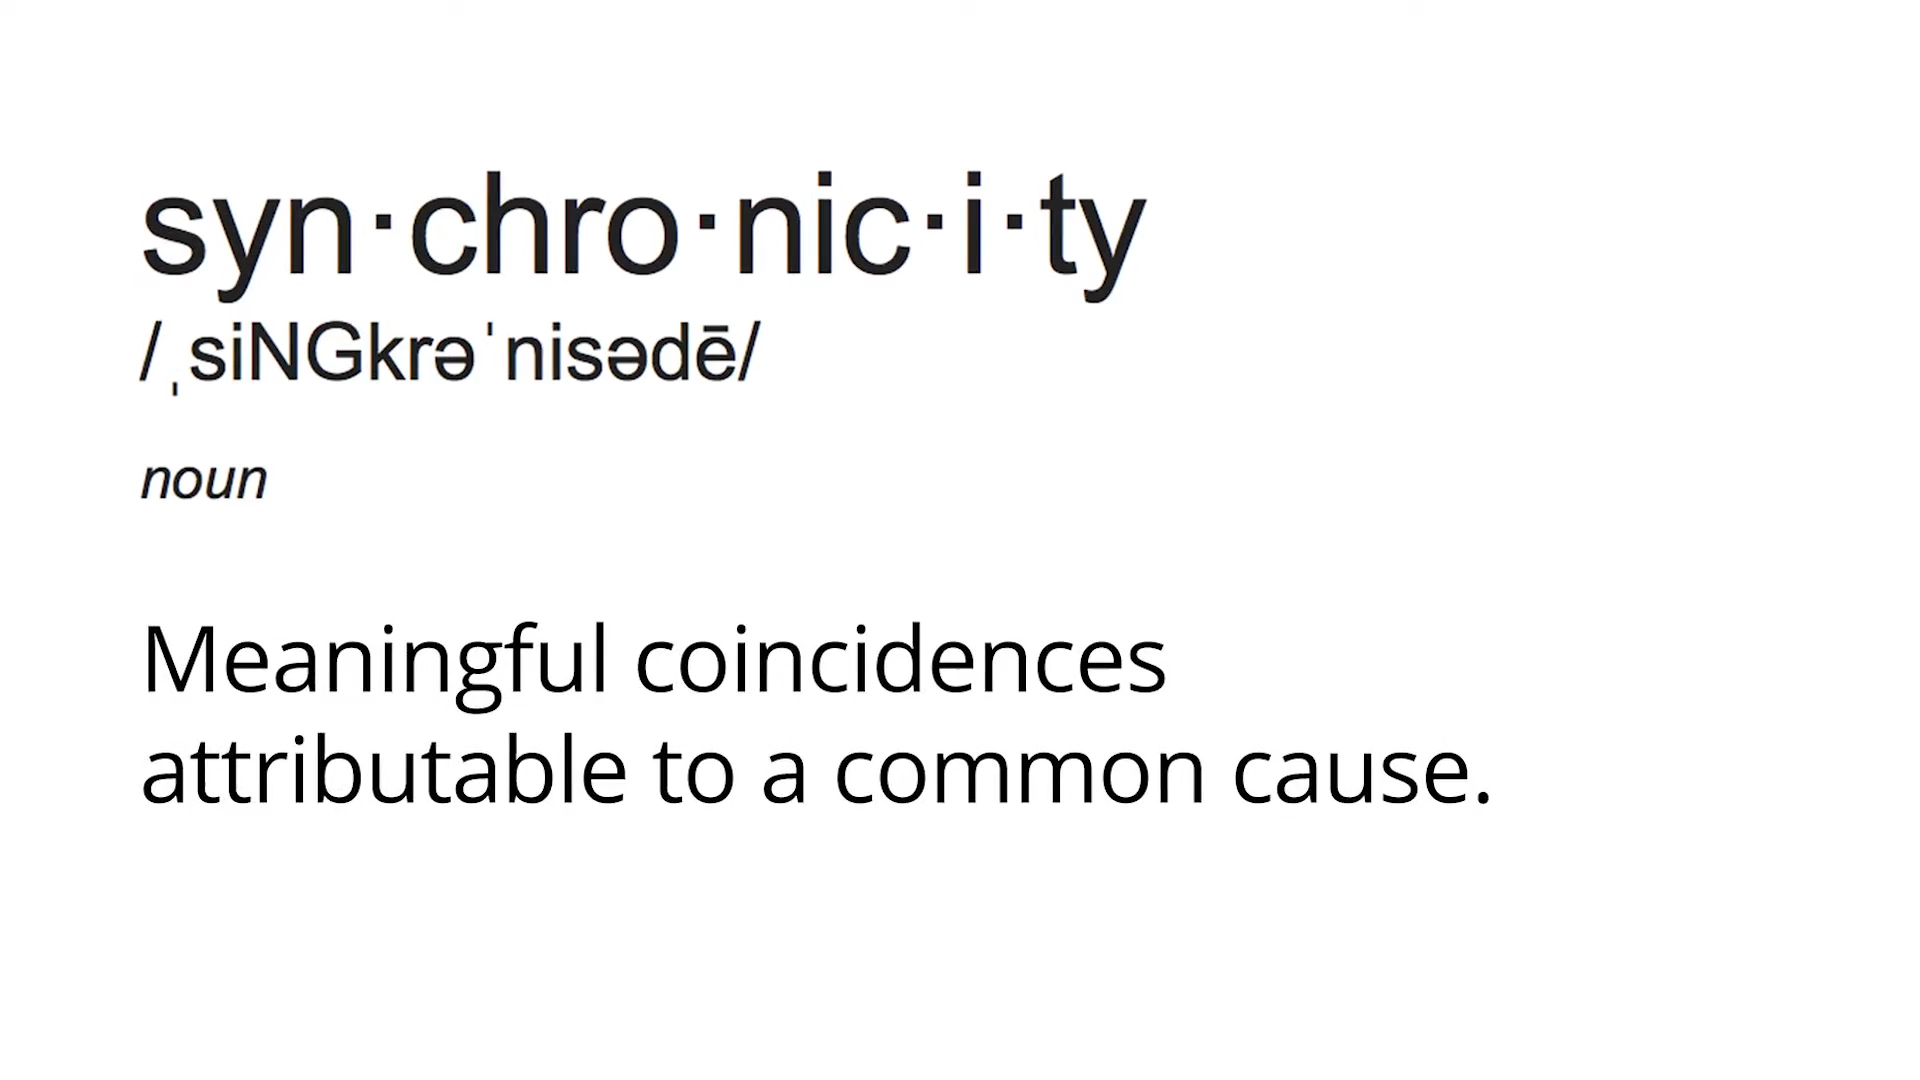 syn·chro·nic·i·ty
/ˌsiNGkrəˈnisədē/
noun
Meaningful coincidences
attributable to a common cause.